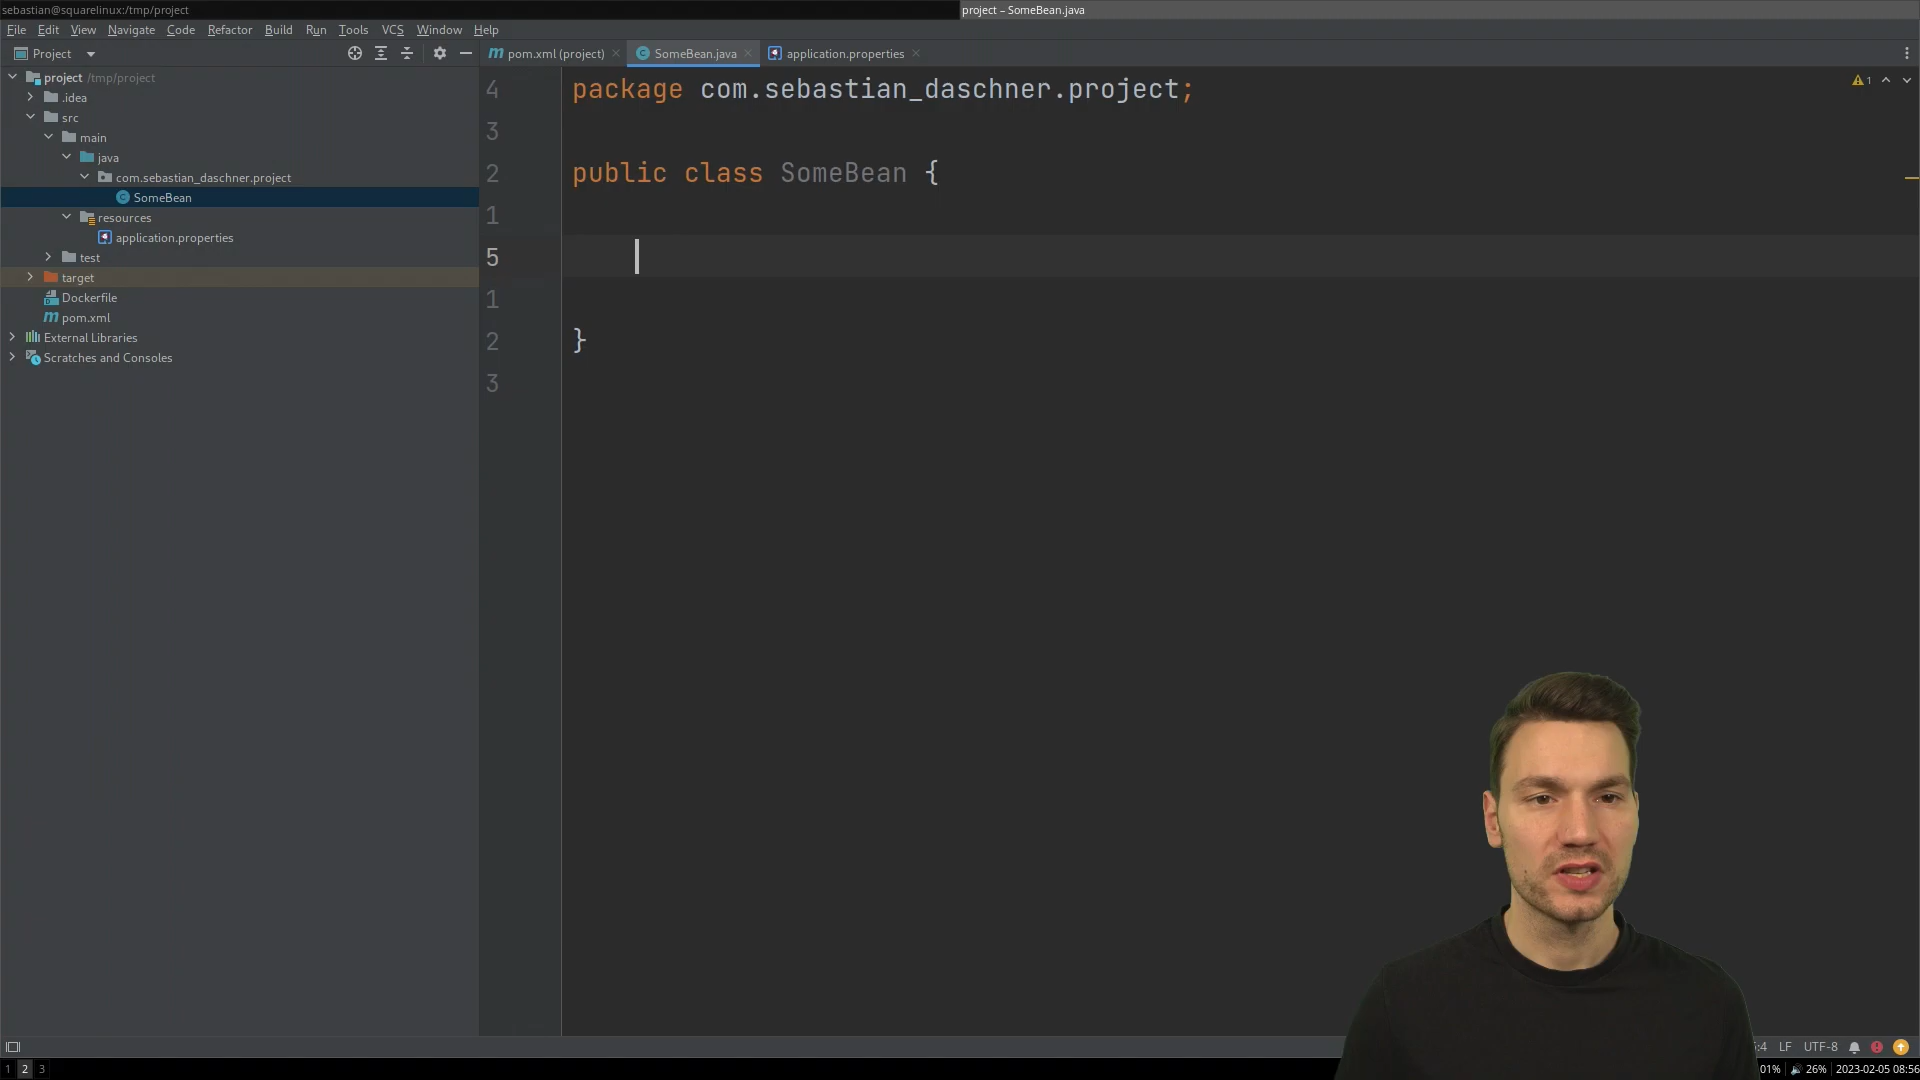 sebastian@squarelinux:/tmp/project
project – SomeBean.java
File Edit View Navigate Code Refactor Build Run Tools VCS Window Help
Project
pom.xml (project)
SomeBean.java
application.properties
project /tmp/project
.idea
src
main
java
com.sebastian_daschner.project
SomeBean
resources
application.properties
test
target
Dockerfile
pom.xml
External Libraries
Scratches and Consoles
4 package com.sebastian_daschner.project;
3
2 public class SomeBean {
1
5
1
2 }
3
1
:4 LF UTF-8
1 2 3
01% 26% 2023-02-05 08:56